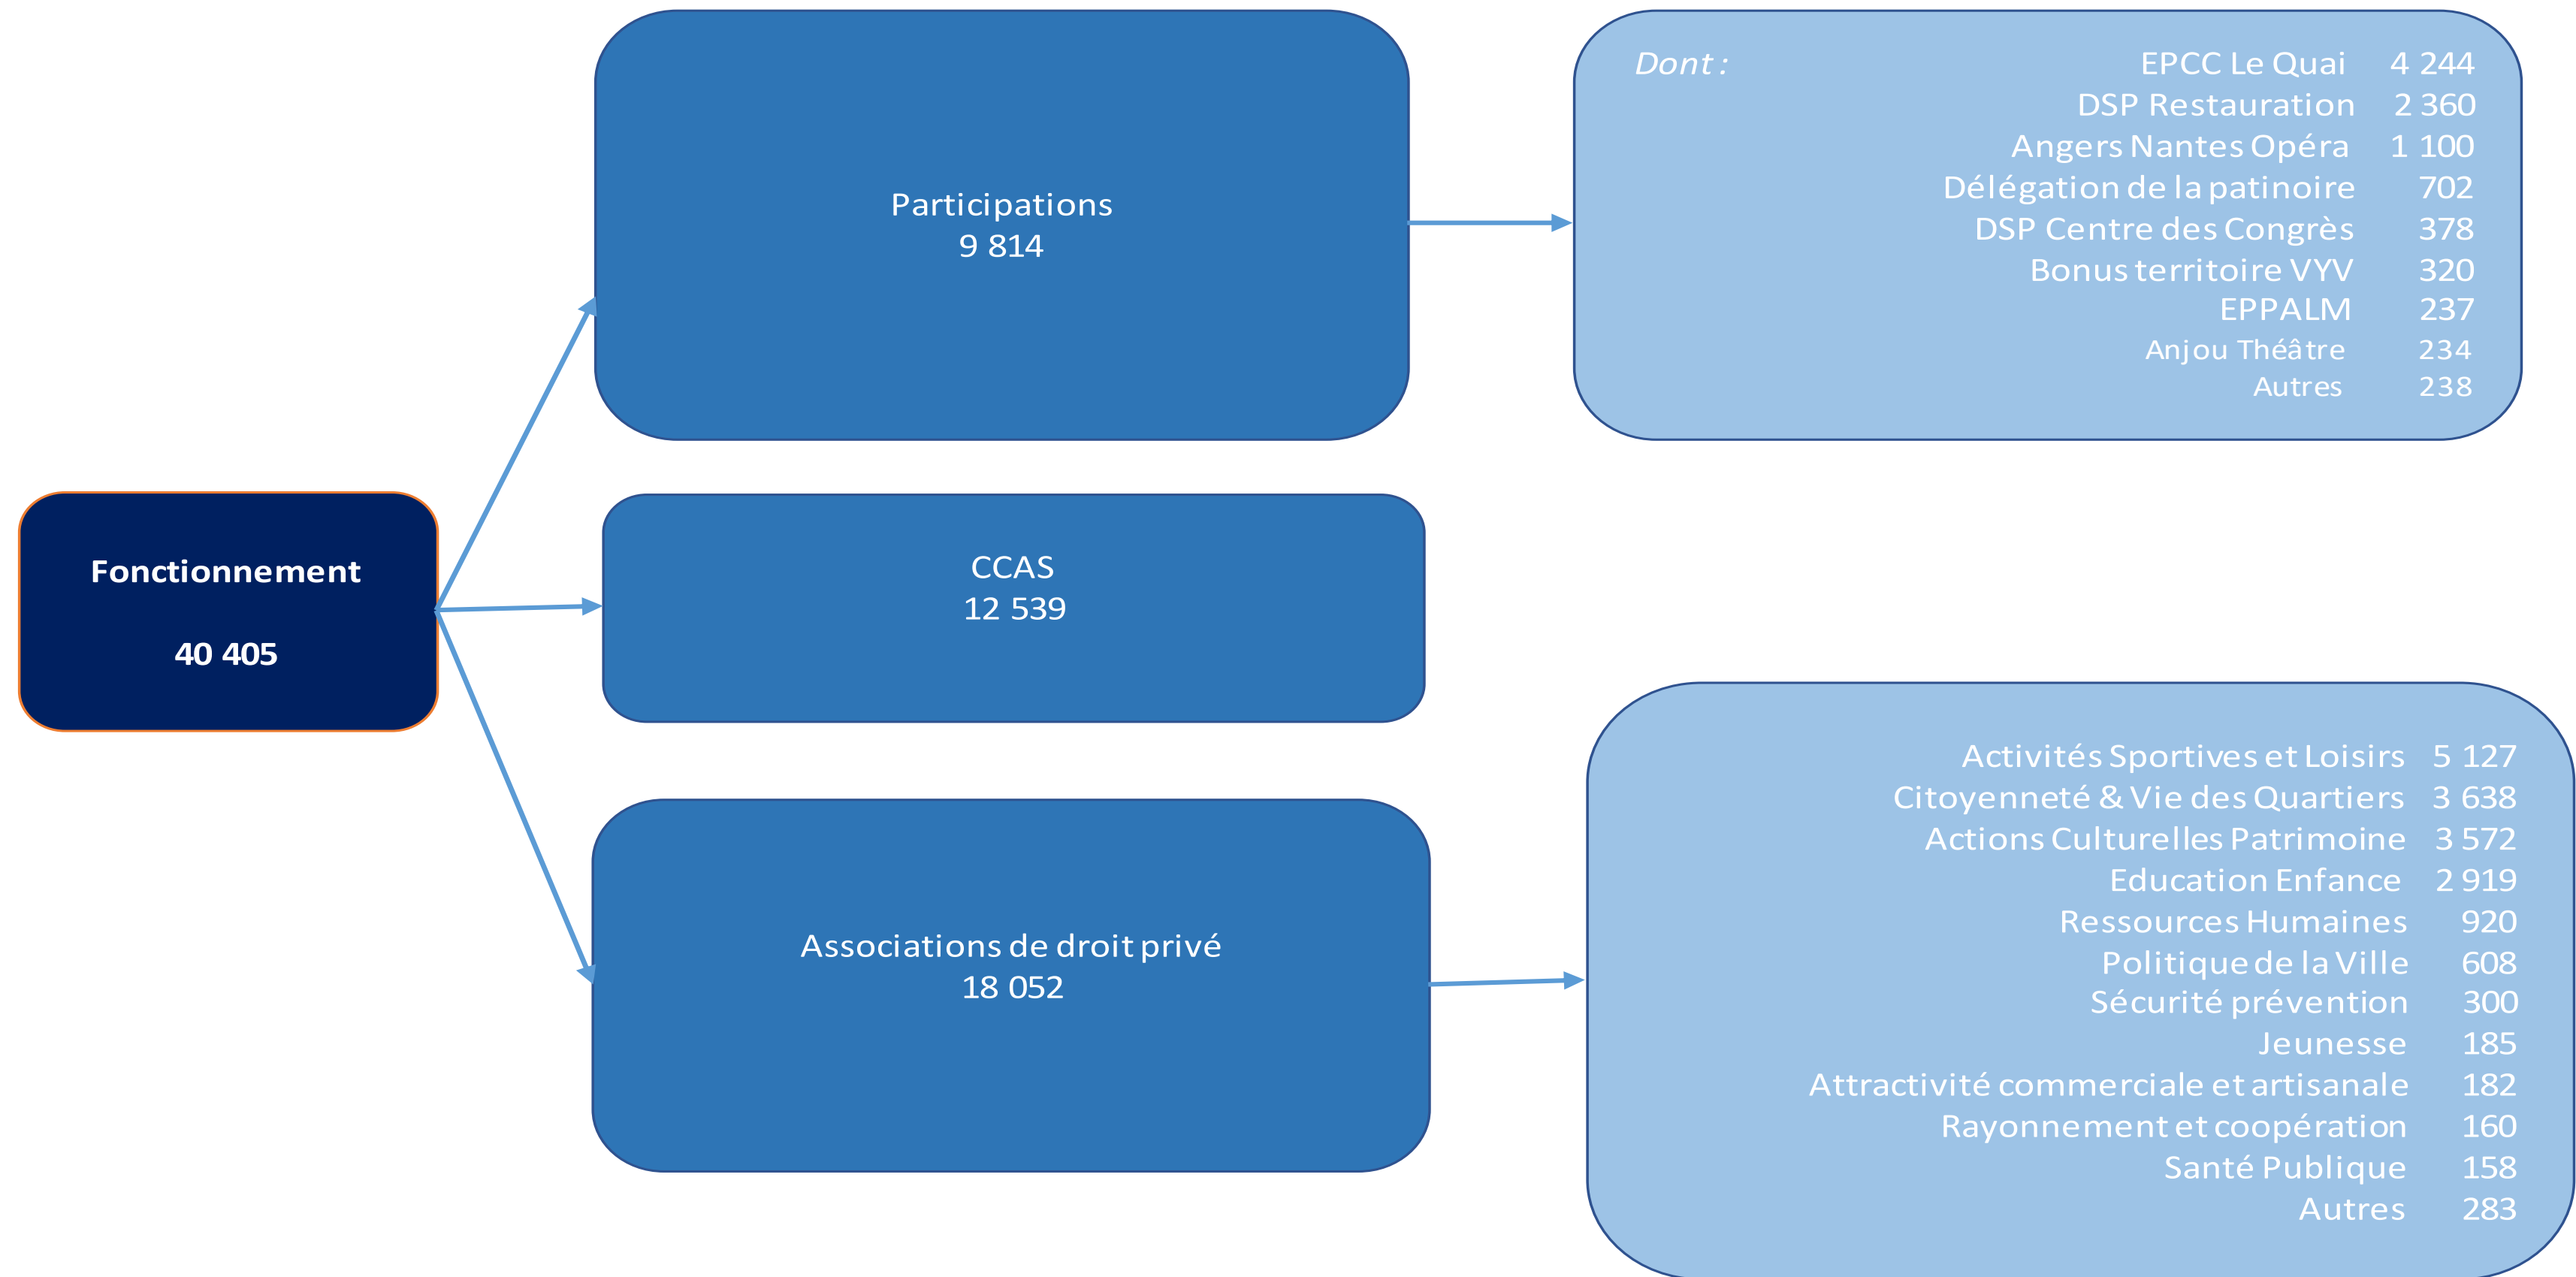 Fonctionnement
40 405
Participations
9 814
Dont :
EPCC Le Quai 4 244
DSP Restauration 2 360
Angers Nantes Opéra 1 100
Délégation de la patinoire 702
DSP Centre des Congrès 378
Bonus territoire VYV 320
EPPALM 237
Anjou Théâtre 234
Autres 238
CCAS
12 539
Associations de droit privé
18 052
Activités Sportives et Loisirs 5 127
Citoyenneté & Vie des Quartiers 3 638
Actions Culturelles Patrimoine 3 572
Education Enfance 2 919
Ressources Humaines 920
Politique de la Ville 608
Sécurité prévention 300
Jeunesse 185
Attractivité commerciale et artisanale 182
Rayonnement et coopération 160
Santé Publique 158
Autres 283